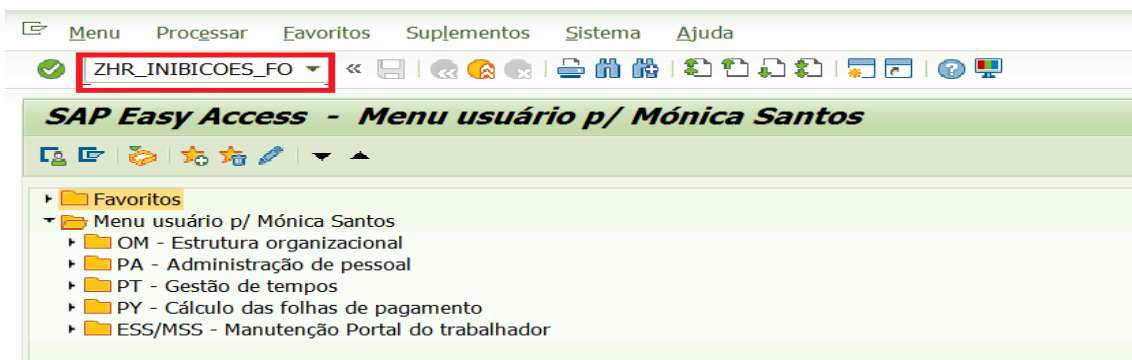 Menu Processar Favoritos Suplementos Sistema Ajuda
ZHR_INIBICOES_FO
SAP Easy Access - Menu usuário p/ Mónica Santos
Favoritos
Menu usuário p/ Mónica Santos
OM - Estrutura organizacional
PA - Administração de pessoal
PT - Gestão de tempos
PY - Cálculo das folhas de pagamento
ESS/MSS - Manutenção Portal do trabalhador